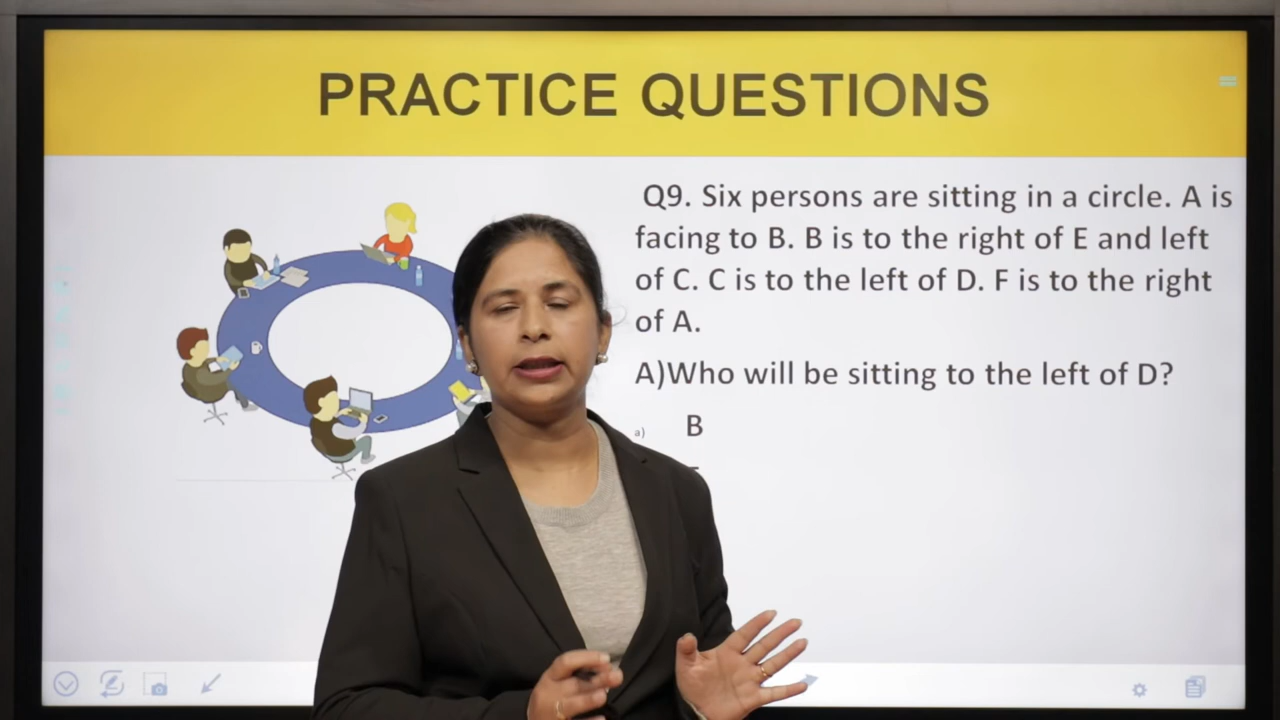 PRACTICE QUESTIONS
Q9. Six persons are sitting in a circle. A is
facing to B. B is to the right of E and left
of C. C is to the left of D. F is to the right
of A.
A)Who will be sitting to the left of D?
a) B